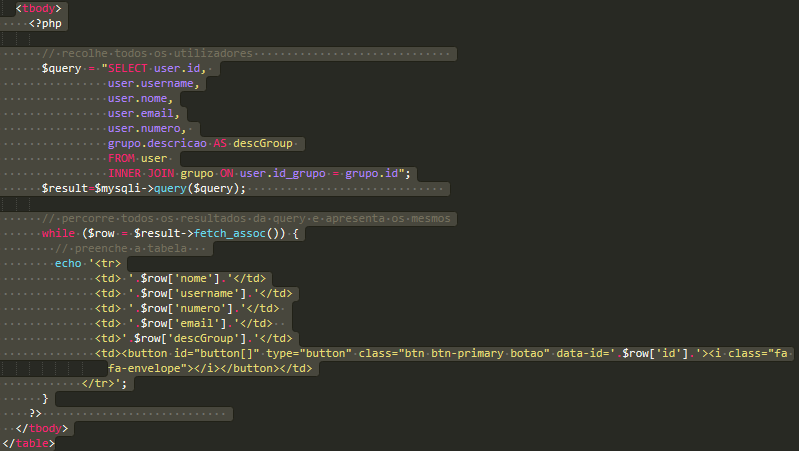 <tbody>
<?php
// recolhe todos os utilizadores
$query = "SELECT user.id,
user.username,
user.nome,
user.email,
user.numero,
grupo.descricao AS descGroup
FROM user
INNER JOIN grupo ON user.id_grupo = grupo.id";
$result=$mysqli->query($query);
// percorre todos os resultados da query e apresenta os mesmos
while ($row = $result->fetch_assoc()) {
// preenche a tabela
echo '<tr>
<td> '.$row['nome'].'</td>
<td> '.$row['username'].'</td>
<td> '.$row['numero'].'</td>
<td> '.$row['email'].'</td>
<td>'.$row['descGroup'].'</td>
<td><button id="button[]" type="button" class="btn btn-primary botao" data-id='.$row['id'].'><i class="fa
fa-envelope"></i></button></td>
</tr>';
}
?>
</tbody>
</table>